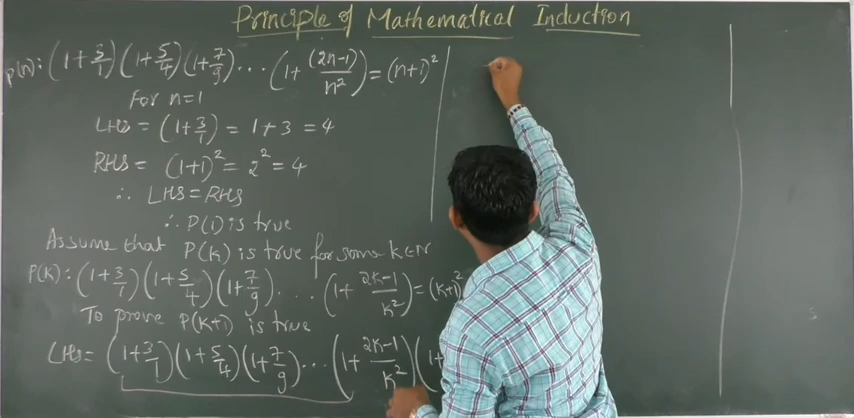 Principle of Mathematical Induction
P(n): (1+3/1)(1+5/4)(1+7/9)...(1+(2n-1)/n²) = (n+1)²
For n=1
LHS = (1+3/1) = 1+3 = 4
RHS = (1+1)² = 2² = 4
∴ LHS = RHS
∴ P(1) is true
Assume that P(K) is true for some K∈N
P(K): (1+3/1)(1+5/4)(1+7/9)...(1+2K-1/K²) = (K+1)²
To prove P(K+1) is true
LHS = (1+3/1)(1+5/4)(1+7/9)...(1+2K-1/K²)(1+